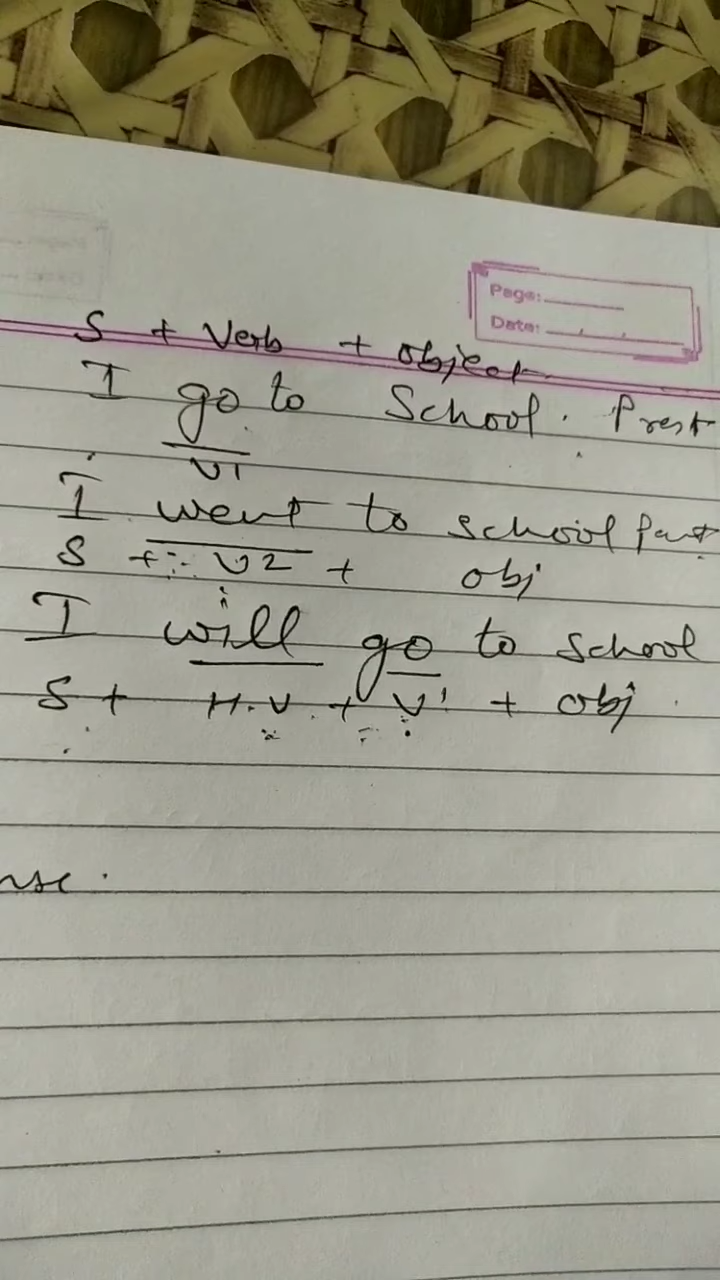 Page:
Date:
S + Verb + object
I go to School. Prest
V1
I went to school Past
S + V2 + obj
I will go to school
S + H.V. + V1 + obj.
nse.